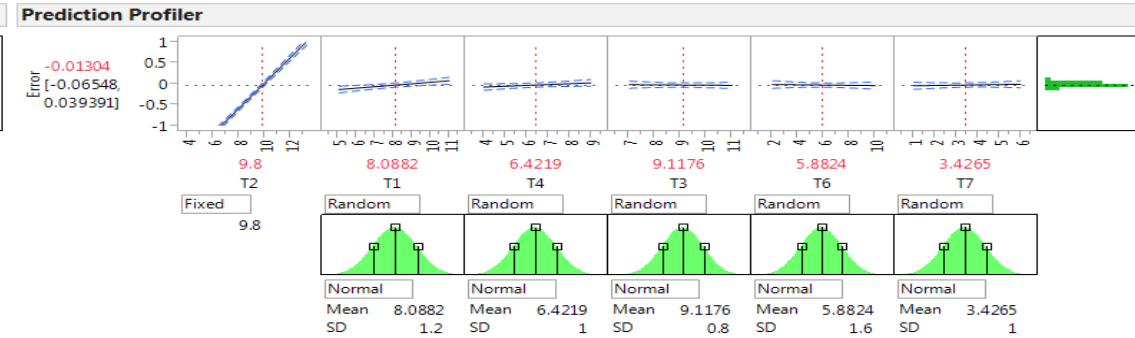 Prediction Profiler
Error
-0.01304
[-0.06548,
0.039391]
1
0.5
0
-0.5
-1
4 6 8 10 12
5 6 7 8 9 10 11
4 5 6 7 8 9
7 8 9 10 11
2 4 6 8 10
1 2 3 4 5 6
9.8 8.0882 6.4219 9.1176 5.8824 3.4265
T2 T1 T4 T3 T6 T7
Fixed Random Random Random Random Random
9.8
Normal Normal Normal Normal Normal
Mean 8.0882 Mean 6.4219 Mean 9.1176 Mean 5.8824 Mean 3.4265
SD 1.2 SD 1 SD 0.8 SD 1.6 SD 1